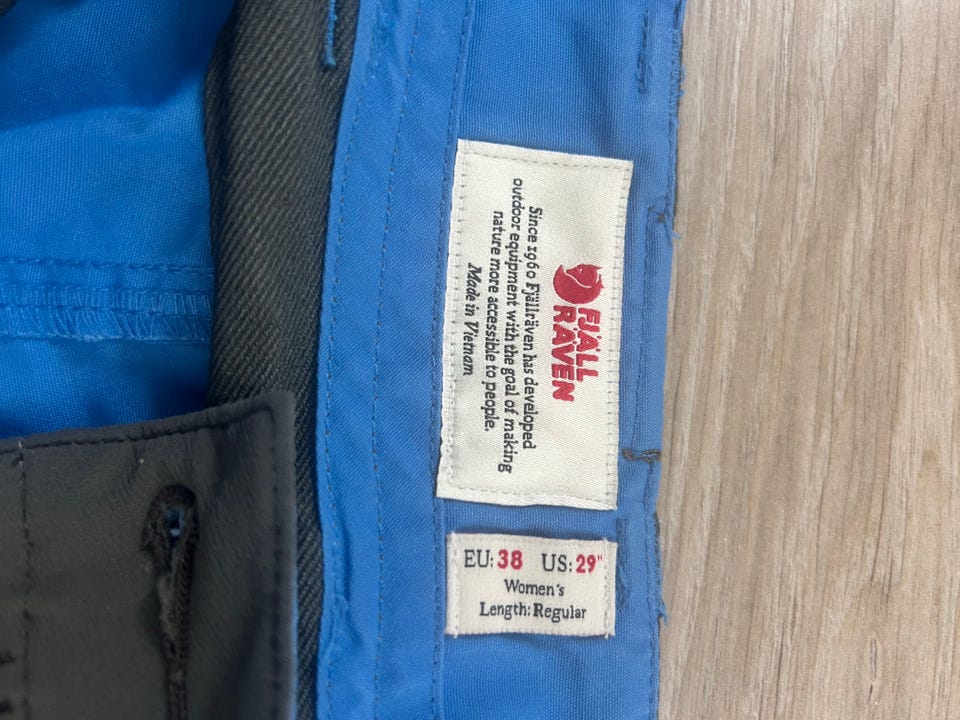 FJÄLL
RÄVEN
Since 1960 Fjällräven has developed
outdoor equipment with the goal of making
nature more accessible to people.
Made in Vietnam
EU: 38 US: 29"
Women's
Length: Regular